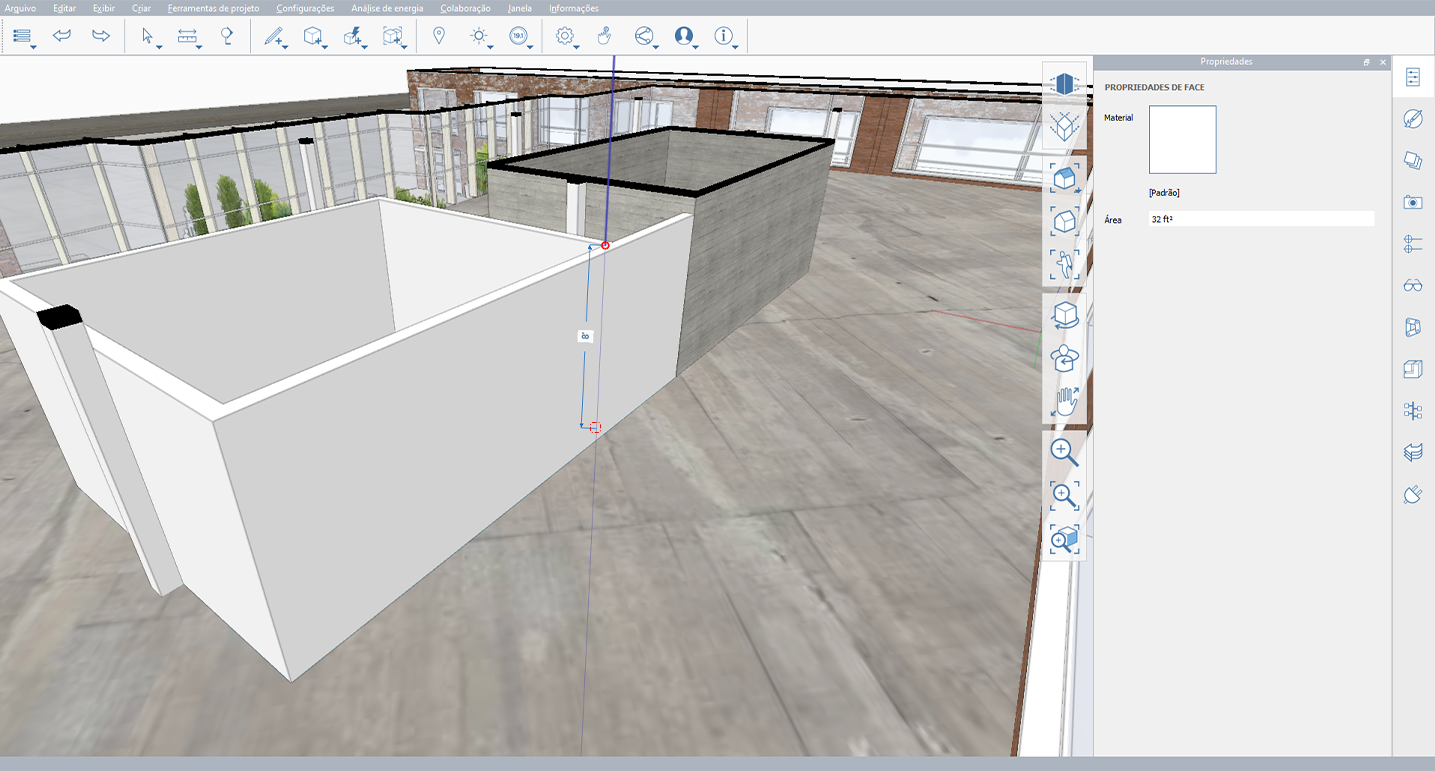 Arquivo Editar Exibir Criar Ferramentas de projeto Configurações Análise de energia Colaboração Janela Informações
Propriedades
PROPRIEDADES DE FACE
Material
[Padrão]
Área 32 ft²
8'